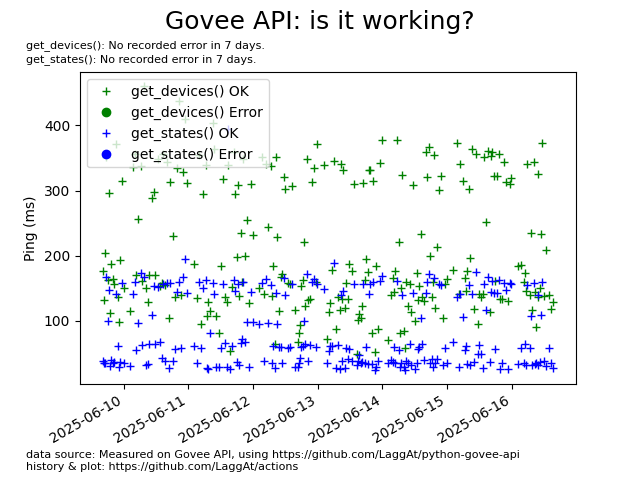 Govee API: is it working?
get_devices(): No recorded error in 7 days.
get_states(): No recorded error in 7 days.
get_devices() OK
get_devices() Error
get_states() OK
get_states() Error
Ping (ms)
400
300
200
100
2025-06-10
2025-06-11
2025-06-12
2025-06-13
2025-06-14
2025-06-15
2025-06-16
data source: Measured on Govee API, using https://github.com/LaggAt/python-govee-api
history & plot: https://github.com/LaggAt/actions